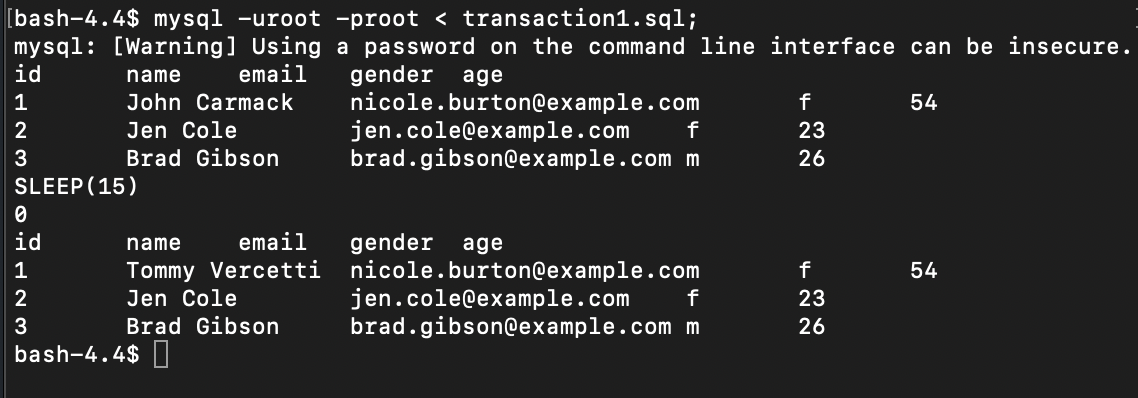 [bash-4.4$ mysql -uroot -proot < transaction1.sql;
mysql: [Warning] Using a password on the command line interface can be insecure.
id name email gender age
1 John Carmack nicole.burton@example.com f 54
2 Jen Cole jen.cole@example.com f 23
3 Brad Gibson brad.gibson@example.com m 26
SLEEP(15)
0
id name email gender age
1 Tommy Vercetti nicole.burton@example.com f 54
2 Jen Cole jen.cole@example.com f 23
3 Brad Gibson brad.gibson@example.com m 26
bash-4.4$